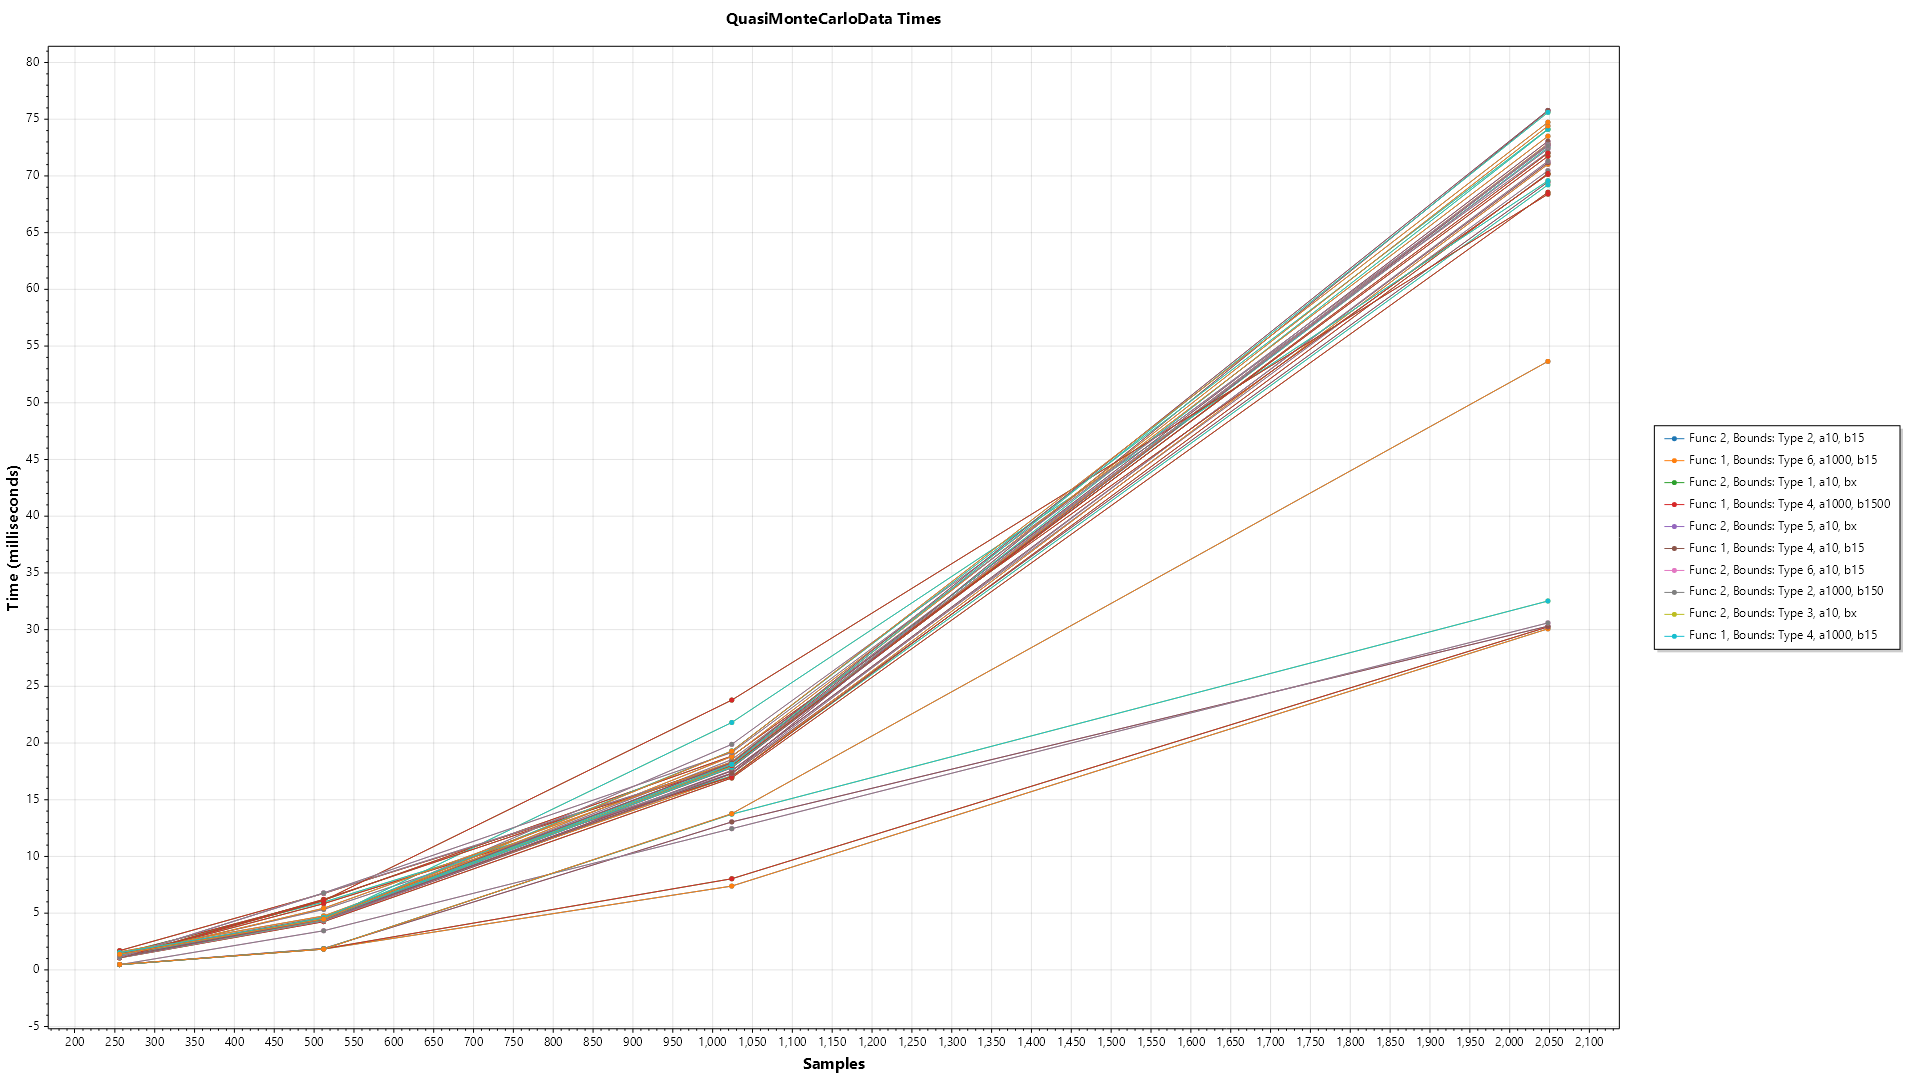 QuasiMonteCarloData Times
80
75
70
65
60
55
50
45
40
35
30
25
20
15
10
5
0
-5
Time (milliseconds)
200 250 300 350 400 450 500 550 600 650 700 750 800 850 900 950 1,000 1,050 1,100 1,150 1,200 1,250 1,300 1,350 1,400 1,450 1,500 1,550 1,600 1,650 1,700 1,750 1,800 1,850 1,900 1,950 2,000 2,050 2,100
Samples
Func: 2, Bounds: Type 2, a10, b15
Func: 1, Bounds: Type 6, a1000, b15
Func: 2, Bounds: Type 1, a10, bx
Func: 1, Bounds: Type 4, a1000, b1500
Func: 2, Bounds: Type 5, a10, bx
Func: 1, Bounds: Type 4, a10, b15
Func: 2, Bounds: Type 6, a10, b15
Func: 2, Bounds: Type 2, a1000, b150
Func: 2, Bounds: Type 3, a10, bx
Func: 1, Bounds: Type 4, a1000, b15